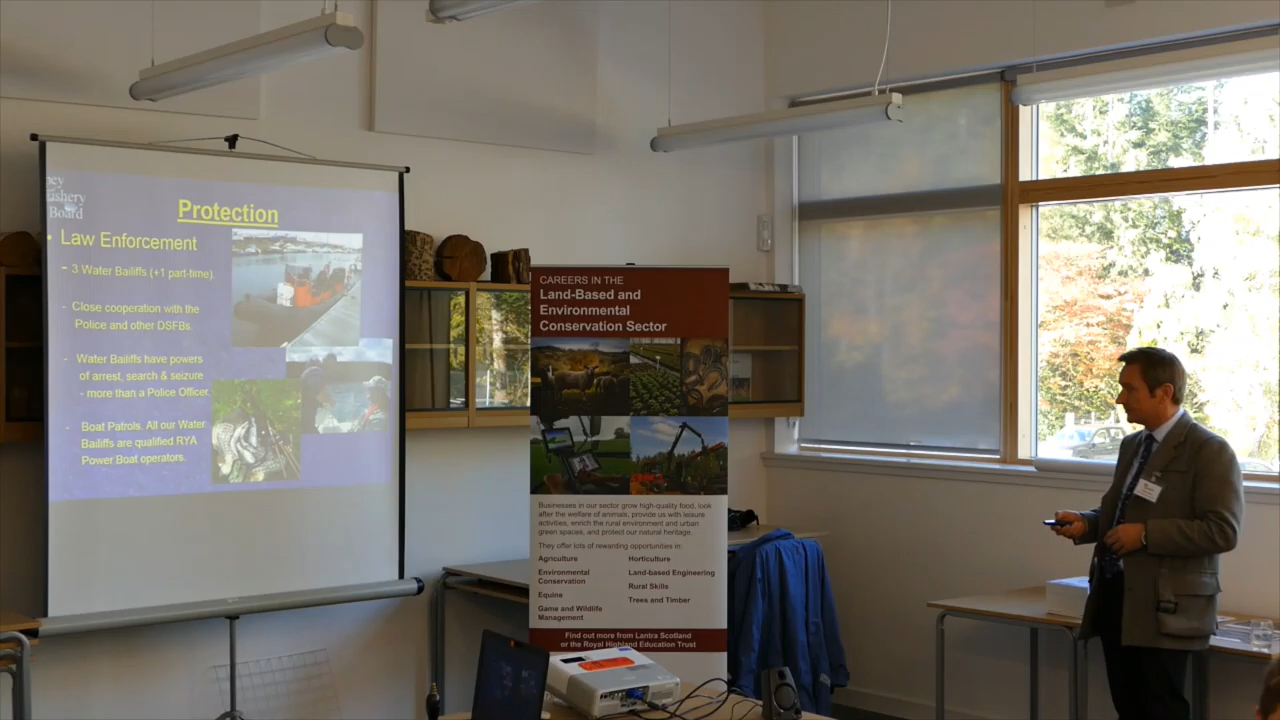 pey
ishery
Board
Protection
• Law Enforcement
- 3 Water Bailiffs (+1 part-time).
- Close cooperation with the
Police and other DSFBs.
- Water Bailiffs have powers
of arrest, search & seizure
- more than a Police Officer.
- Boat Patrols. All our Water
Bailiffs are qualified RYA
Power Boat operators.
CAREERS IN THE
Land-Based and
Environmental
Conservation Sector
Businesses in our sector grow high-quality food, look
after the welfare of animals, provide us with leisure
activities, enrich the rural environment and urban
green spaces, and protect our natural heritage.
They offer lots of rewarding opportunities in:
Agriculture
Environmental
Conservation
Equine
Game and Wildlife
Management
Horticulture
Land-based Engineering
Rural Skills
Trees and Timber
Find out more from Lantra Scotland
or the Royal Highland Education Trust